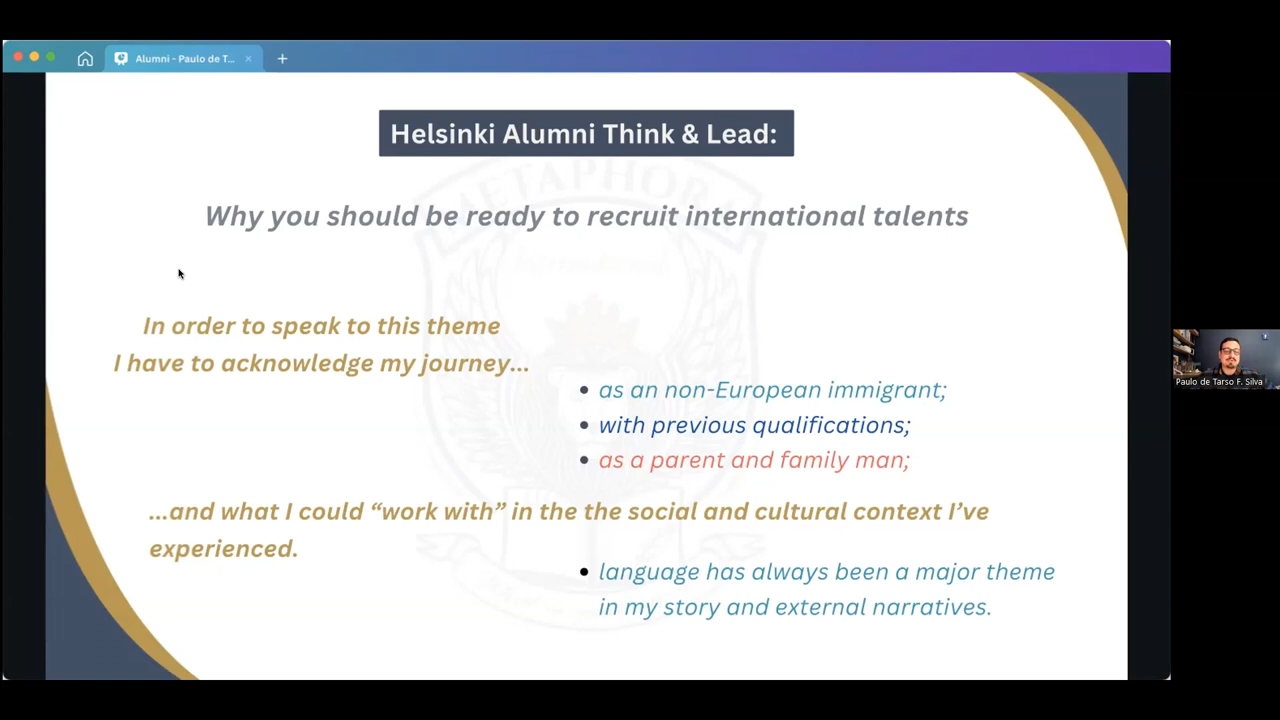 Alumni - Paulo de T...
Helsinki Alumni Think & Lead:
METAPHORA
Why you should be ready to recruit international talents
In order to speak to this theme
I have to acknowledge my journey...
as an non-European immigrant;
with previous qualifications;
as a parent and family man;
...and what I could “work with” in the the social and cultural context I’ve
experienced.
language has always been a major theme
in my story and external narratives.
Paulo de Tarso F. Silva